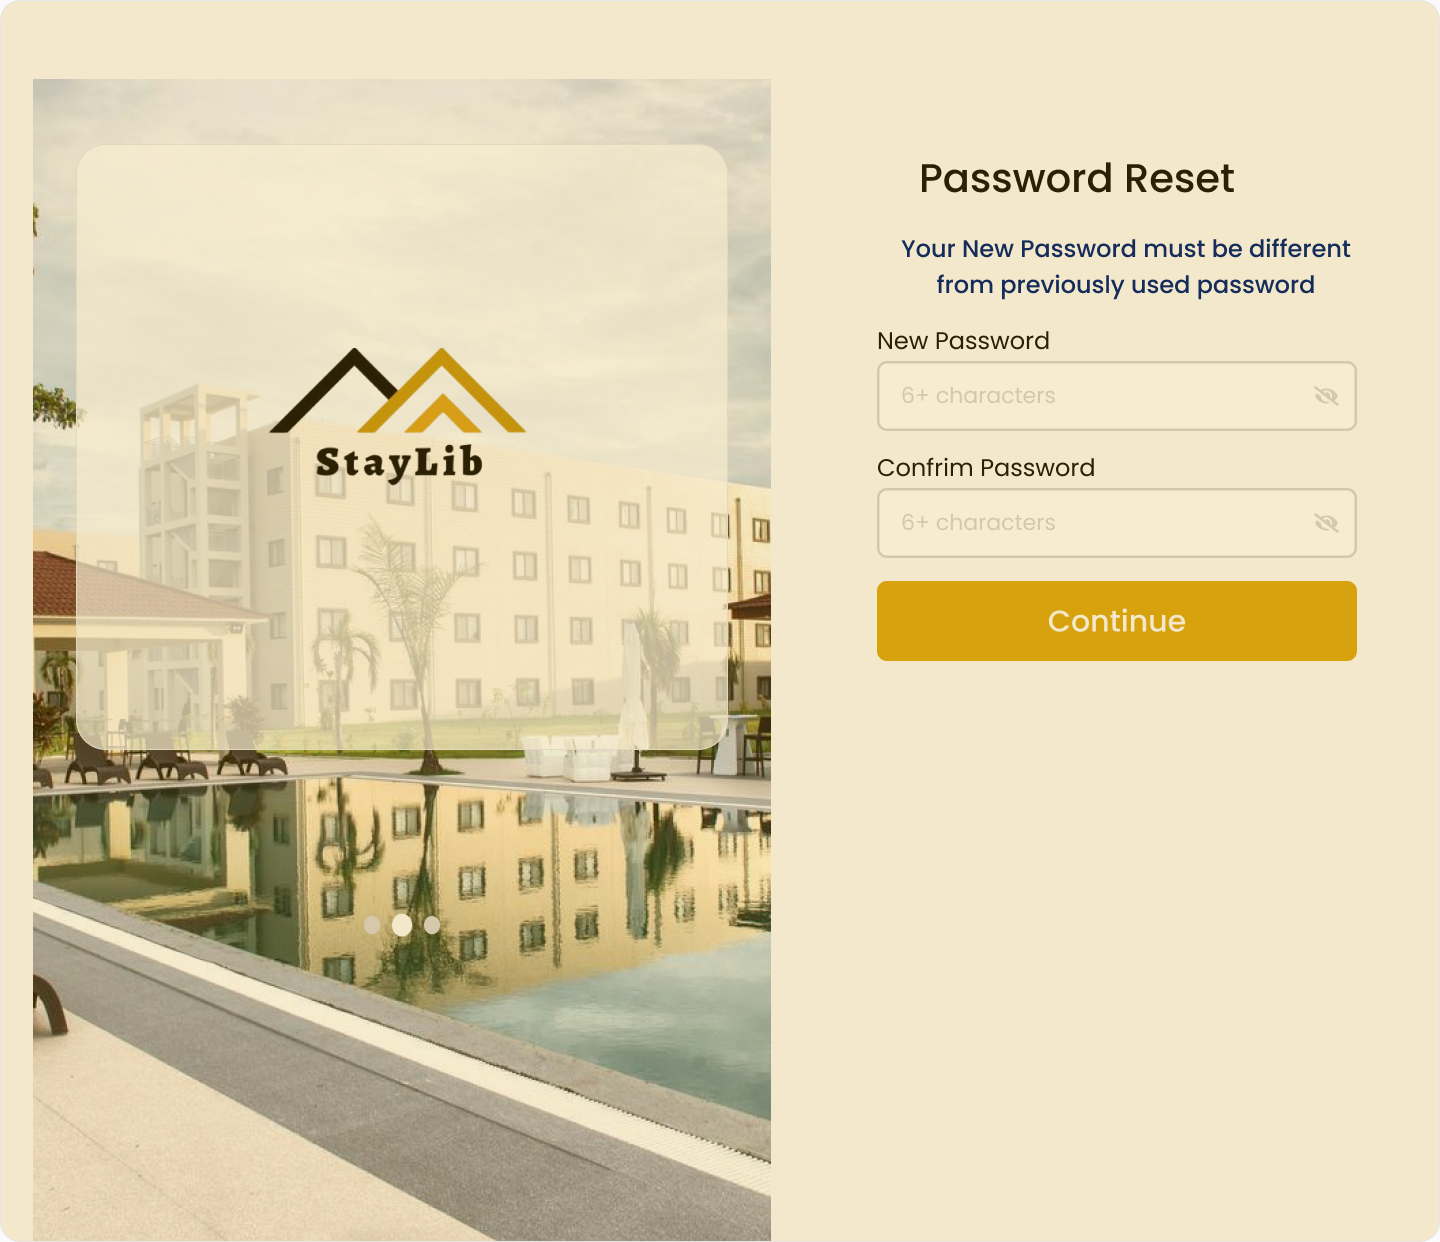 StayLib
Password Reset
Your New Password must be different
from previously used password
New Password
6+ characters
Confrim Password
6+ characters
Continue